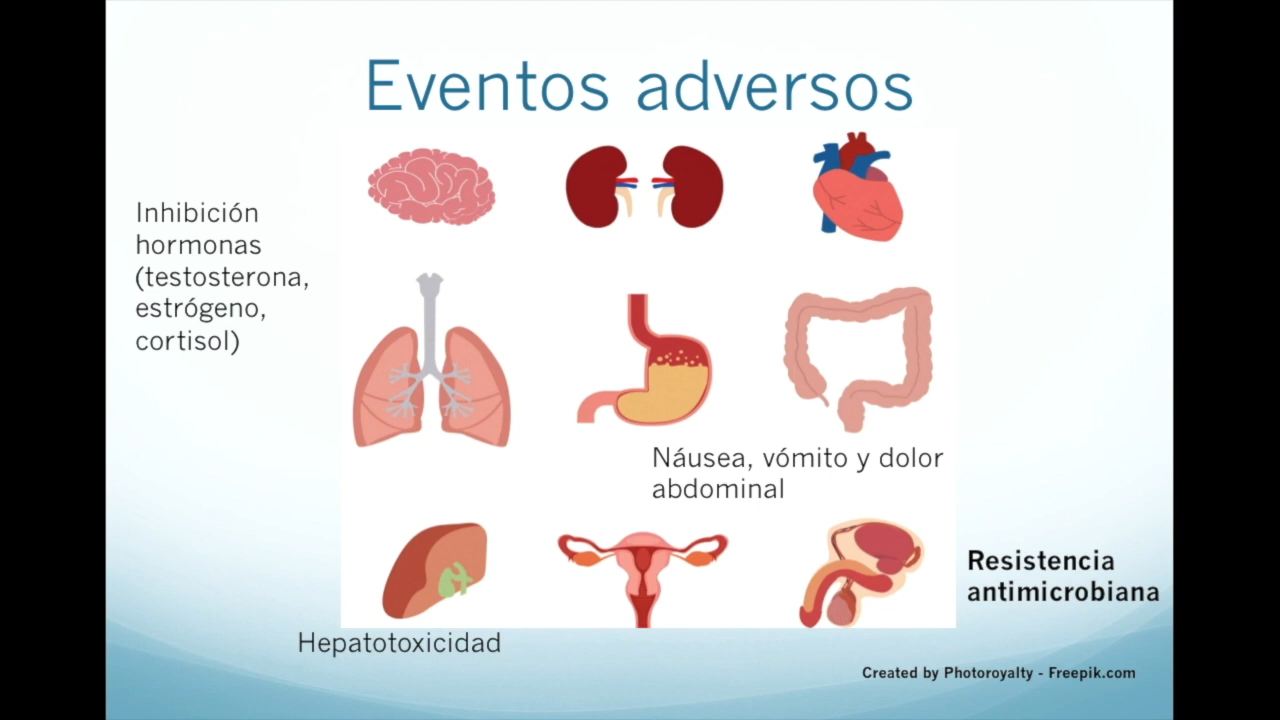 Eventos adversos
Inhibición
hormonas
(testosterona,
estrógeno,
cortisol)
Náusea, vómito y dolor
abdominal
Resistencia
antimicrobiana
Hepatotoxicidad
Created by Photoroyalty - Freepik.com